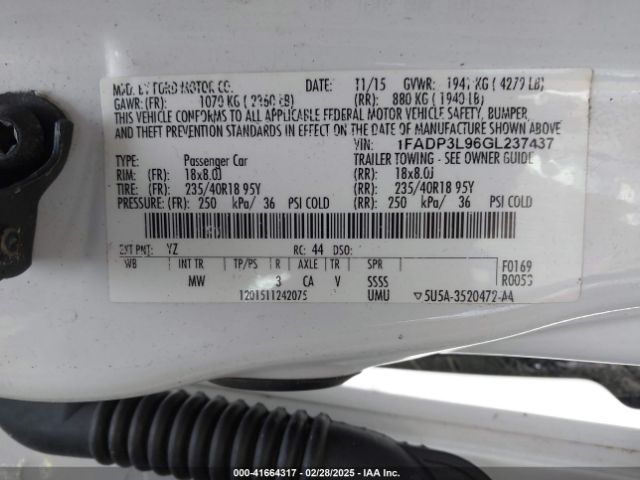 MFD. BY FORD MOTOR CO. DATE: 11/15 GVWR: 1941 KG ( 4279 LB)
GAWR: (FR) 1070 KG ( 2360 LB) (RR): 880 KG ( 1940 LB)
THIS VEHICLE CONFORMS TO ALL APPLICABLE FEDERAL MOTOR VEHICLE SAFETY, BUMPER,
AND THEFT PREVENTION STANDARDS IN EFFECT ON THE DATE OF MANUFACTURE SHOWN ABOVE
VIN: 1FADP3L96GL237437
TYPE: Passenger Car TRAILER TOWING - SEE OWNER GUIDE
RIM: (FR) 18x8.0J (RR): 18x8.0J
TIRE: (FR) 235/40R18 95Y (RR): 235/40R18 95Y
PRESSURE: (FR) 250 kPa/ 36 PSI COLD (RR): 250 kPa/ 36 PSI COLD
EXT PNT: YZ RC: 44 DSO: F0169
WB INT TR TP/PS R AXLE TR SPR R0053
MW 3 CA V SSSS
1201511242075 UMU ▽5U5A-3520472-AA
000-41664317 - 02/28/2025 - IAA Inc.